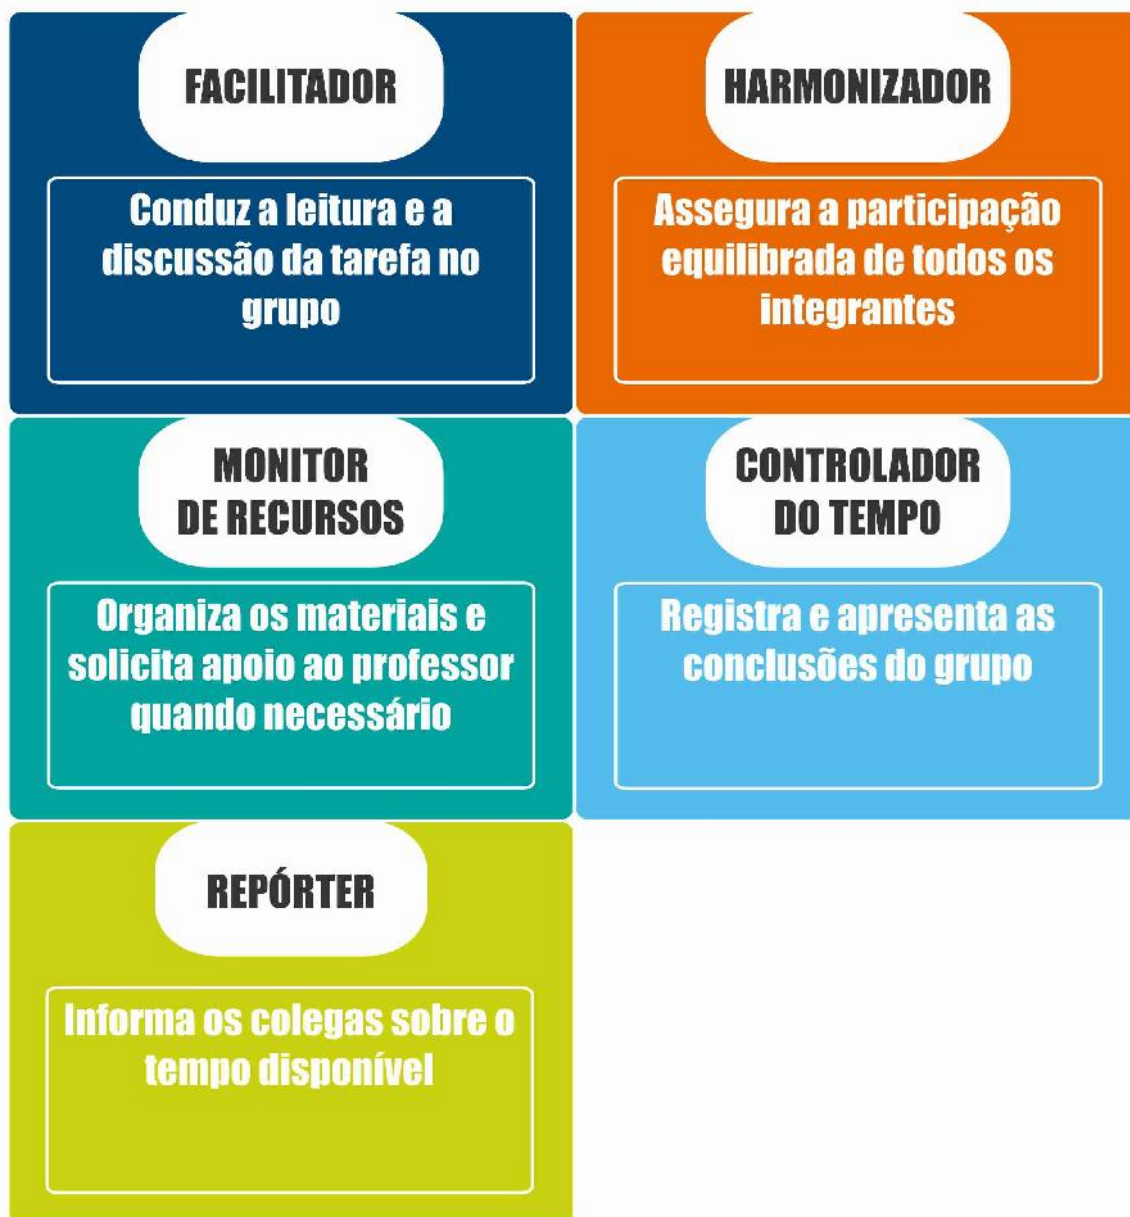 FACILITADOR
Conduz a leitura e a
discussão da tarefa no
grupo
HARMONIZADOR
Assegura a participação
equilibrada de todos os
integrantes
MONITOR
DE RECURSOS
Organiza os materiais e
solicita apoio ao professor
quando necessário
CONTROLADOR
DO TEMPO
Registra e apresenta as
conclusões do grupo
REPÓRTER
Informa os colegas sobre o
tempo disponível